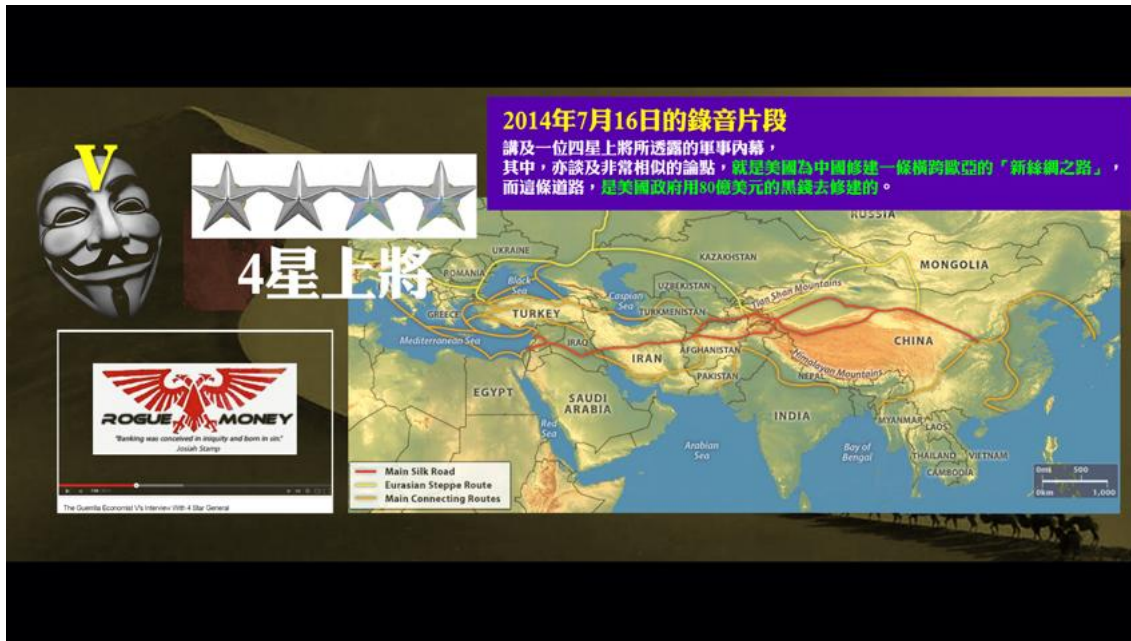 2014年7月16日的錄音片段
講及一位四星上將所透露的軍事內幕，
其中，亦談及非常相似的論點，就是美國為中國修建一條橫跨歐亞的「新絲綢之路」，
而這條道路，是美國政府用80億美元的黑錢去修建的。
V
4星上將
ROGUE MONEY
"Banking was conceived in iniquity and born in sin."
Josiah Stamp
The Guerilla Economist V's Interview With 4 Star General
RUSSIA
UKRAINE
KAZAKHSTAN
MONGOLIA
ROMANIA
Black
Sea
Caspian
Sea
UZBEKISTAN
Tian Shan Mountains
GREECE
TURKEY
TURKMENISTAN
Mediterranean Sea
IRAQ
IRAN
AFGHANISTAN
CHINA
PAKISTAN
Himalayan Mountains
NEPAL
EGYPT
SAUDI
ARABIA
INDIA
MYANMAR
LAOS
Red
Sea
Arabian
Sea
Bay of
Bengal
THAILAND
VIETNAM
CAMBODIA
Main Silk Road
Eurasian Steppe Route
Main Connecting Routes
0mi 500
0km 1,000